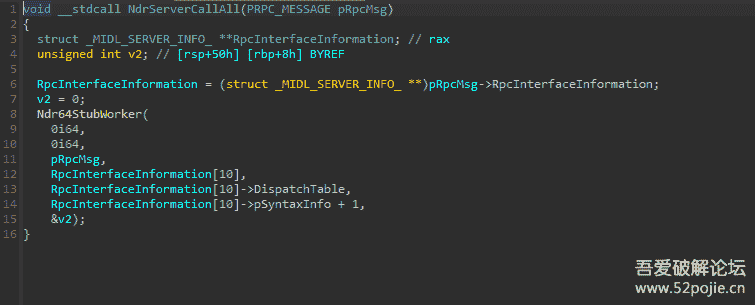 1 void __stdcall NdrServerCallAll(PRPC_MESSAGE pRpcMsg)
2 {
3 struct _MIDL_SERVER_INFO_ **RpcInterfaceInformation; // rax
4 unsigned int v2; // [rsp+50h] [rbp+8h] BYREF
5
6 RpcInterfaceInformation = (struct _MIDL_SERVER_INFO_ **)pRpcMsg->RpcInterfaceInformation;
7 v2 = 0;
8 Ndr64StubWorker(
9 0i64,
10 0i64,
11 pRpcMsg,
12 RpcInterfaceInformation[10],
13 RpcInterfaceInformation[10]->DispatchTable,
14 RpcInterfaceInformation[10]->pSyntaxInfo + 1,
15 &v2);
16 }
吾爱破解论坛
www.52pojie.cn